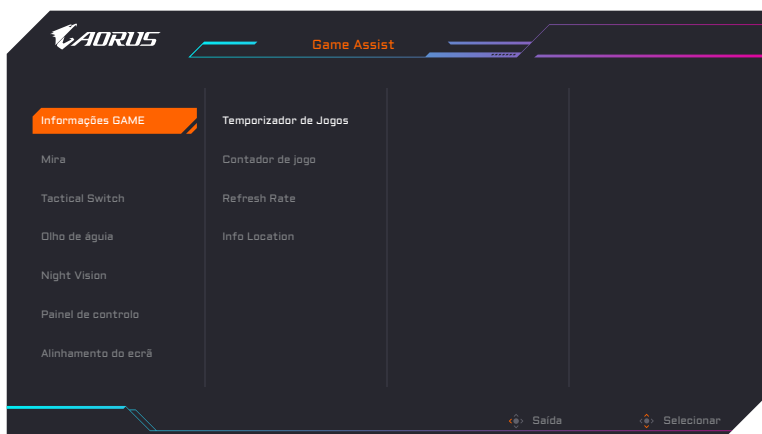 AORUS
Game Assist
Informações GAME
Temporizador de Jogos
Mira
Contador de jogo
Tactical Switch
Refresh Rate
Olho de águia
Info Location
Night Vision
Painel de controlo
Alinhamento do ecrã
Saída
Selecionar